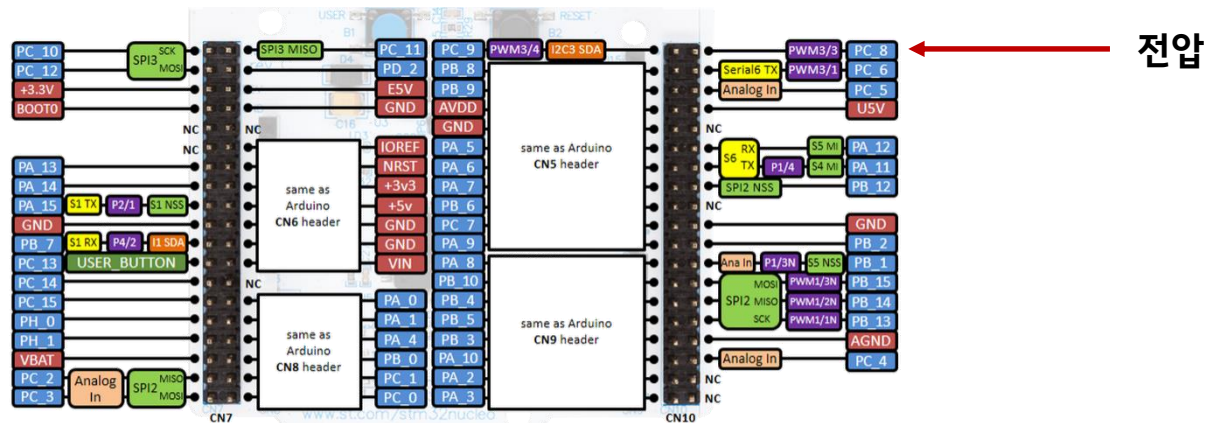 USER
B1
RESET
B2
PC_10
SCK
SPI3
MOSI
PC_12
+3.3V
BOOT0
NC
NC
PA_13
PA_14
PA_15
S1 TX
P2/1
S1 NSS
GND
PB_7
S1 RX
P4/2
I1 SDA
PC_13
USER_BUTTON
PC_14
PC_15
PH_0
PH_1
VBAT
PC_2
PC_3
Analog
In
SPI2
MISO
MOSI
CN7
SPI3 MISO
PC_11
PD_2
E5V
GND
D4
C16
NC
same as
Arduino
CN6 header
IOREF
NRST
+3v3
+5v
GND
GND
VIN
NC
same as
Arduino
CN8 header
PA_0
PA_1
PA_4
PB_0
PC_1
PC_0
CN7
www.st.com/stm32nucleo
PC_9
PWM3/4
I2C3 SDA
PB_8
PB_9
AVDD
GND
PA_5
PA_6
PA_7
PB_6
PC_7
PA_9
same as Arduino
CN5 header
PA_8
PB_10
PB_4
PB_5
PB_3
PA_10
PA_2
PA_3
same as Arduino
CN9 header
PWM3/3
PC_8
Serial6 TX
PWM3/1
PC_6
Analog In
PC_5
U5V
NC
S6
RX
TX
S5 MI
PA_12
P1/4
S4 MI
PA_11
SPI2 NSS
PB_12
NC
GND
PB_2
Ana In
P1/3N
S5 NSS
PB_1
SPI2
MOSI
PWM1/3N
PB_15
MISO
PWM1/2N
PB_14
SCK
PWM1/1N
PB_13
AGND
Analog In
PC_4
NC
NC
CN10
전압